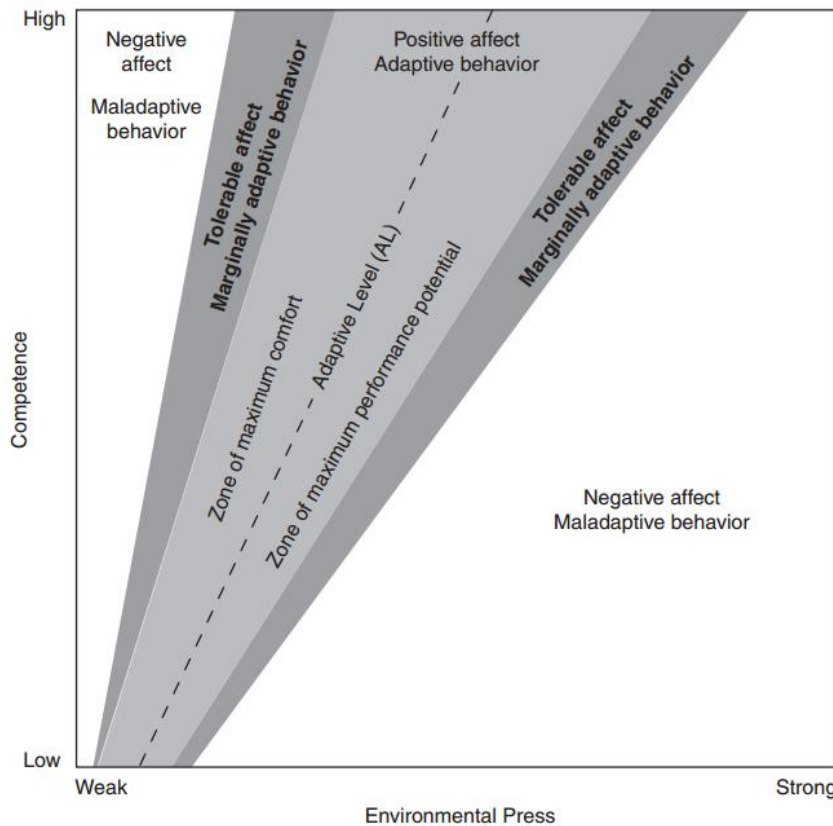 High
Negative
affect
Maladaptive
behavior
Tolerable affect
Marginally adaptive behavior
Positive affect
Adaptive behavior
Tolerable affect
Marginally adaptive behavior
Zone of maximum comfort
Adaptive Level (AL)
Zone of maximum performance potential
Competence
Negative affect
Maladaptive behavior
Low
Weak
Strong
Environmental Press